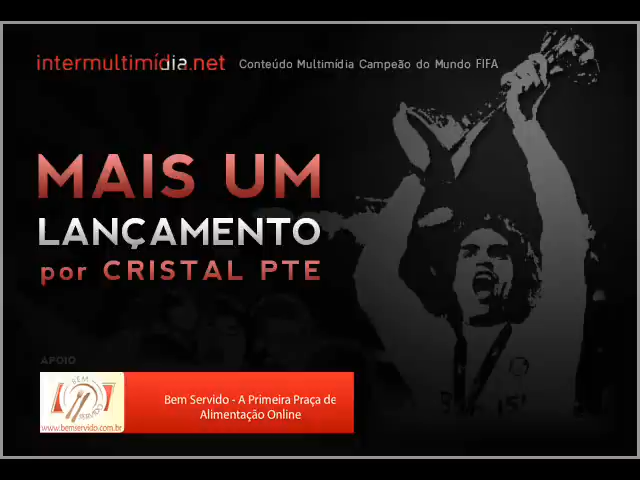 intermultimídia.net Conteúdo Multimídia Campeão do Mundo FIFA
MAIS UM
LANÇAMENTO
por CRISTAL PTE
APOIO
BEM
SERVIDO
www.bemservido.com.br
Bem Servido - A Primeira Praça de
Alimentação Online